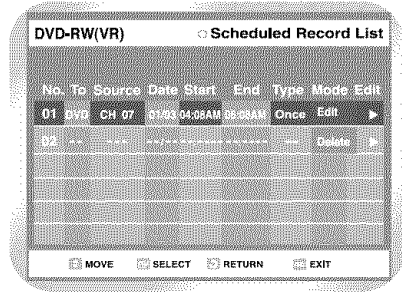 DVD-RW(VR) Scheduled Record List
No. To Source Date Start End Type Mode Edit
01 DVD CH 07 01/03 04:08AM 06:08AM Once Edit ▶
02 -- --- --/-- --:-- --:-- --- Delete ▶
MOVE SELECT RETURN EXIT